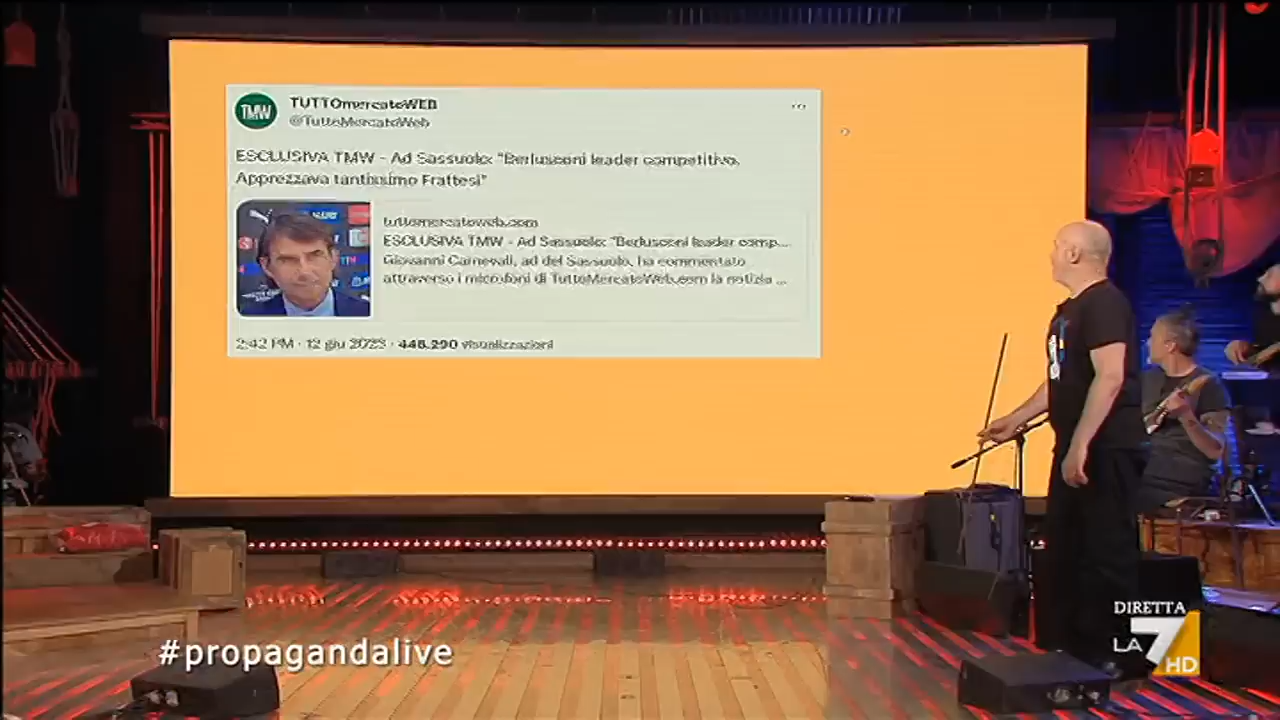 TMW
TUTTOmercatoWEB
@TuttoMercatoWeb
ESCLUSIVA TMW - Ad Sassuolo: "Berlusconi leader competitivo.
Apprezzava tantissimo Frattesi"
tuttomercatoweb.com
ESCLUSIVA TMW - Ad Sassuolo: "Berlusconi leader comp...
Giovanni Carnevali, ad del Sassuolo, ha commentato
attraverso i microfoni di TuttoMercatoWeb.com la notizia ...
2:42 PM · 12 giu 2023 · 446.290 visualizzazioni
#propagandalive
DIRETTA
LA 7 HD